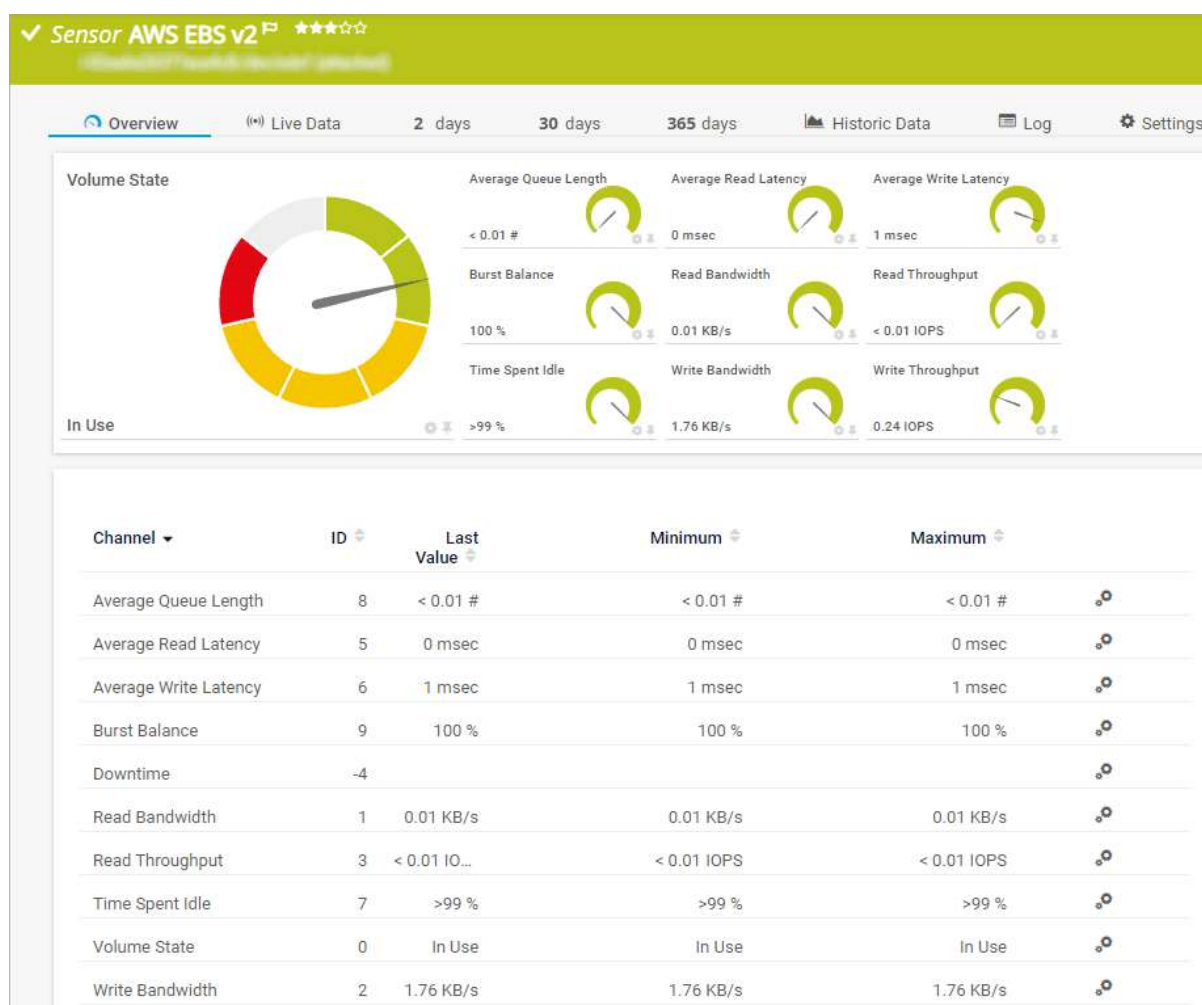 Sensor AWS EBS v2
Overview Live Data 2 days 30 days 365 days Historic Data Log Settings
Volume State
In Use
Average Queue Length
< 0.01 #
Average Read Latency
0 msec
Average Write Latency
1 msec
Burst Balance
100 %
Read Bandwidth
0.01 KB/s
Read Throughput
< 0.01 IOPS
Time Spent Idle
>99 %
Write Bandwidth
1.76 KB/s
Write Throughput
0.24 IOPS
Channel ID Last Value Minimum Maximum
Average Queue Length 8 < 0.01 # < 0.01 # < 0.01 #
Average Read Latency 5 0 msec 0 msec 0 msec
Average Write Latency 6 1 msec 1 msec 1 msec
Burst Balance 9 100 % 100 % 100 %
Downtime -4
Read Bandwidth 1 0.01 KB/s 0.01 KB/s 0.01 KB/s
Read Throughput 3 < 0.01 IO... < 0.01 IOPS < 0.01 IOPS
Time Spent Idle 7 >99 % >99 % >99 %
Volume State 0 In Use In Use In Use
Write Bandwidth 2 1.76 KB/s 1.76 KB/s 1.76 KB/s